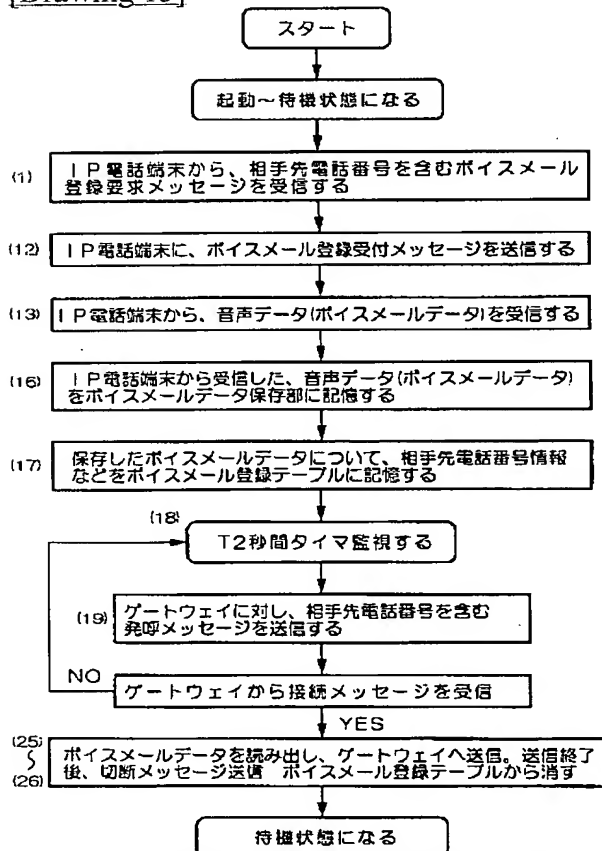 スタート
起動～待機状態になる
(1) IP電話端末から、相手先電話番号を含むボイスメール
登録要求メッセージを受信する
(12) IP電話端末に、ボイスメール登録受付メッセージを送信する
(13) IP電話端末から、音声データ(ボイスメールデータ)を受信する
(16) IP電話端末から受信した、音声データ(ボイスメールデータ)
をボイスメールデータ保存部に記憶する
(17) 保存したボイスメールデータについて、相手先電話番号情報
などをボイスメール登録テーブルに記憶する
(18)
T2秒間タイマ監視する
(19) ゲートウェイに対し、相手先電話番号を含む
発呼メッセージを送信する
NO
ゲートウェイから接続メッセージを受信
YES
(25)
〜
(26)
ボイスメールデータを読み出し、ゲートウェイへ送信。送信終了
後、切断メッセージ送信 ボイスメール登録テーブルから消す
待機状態になる